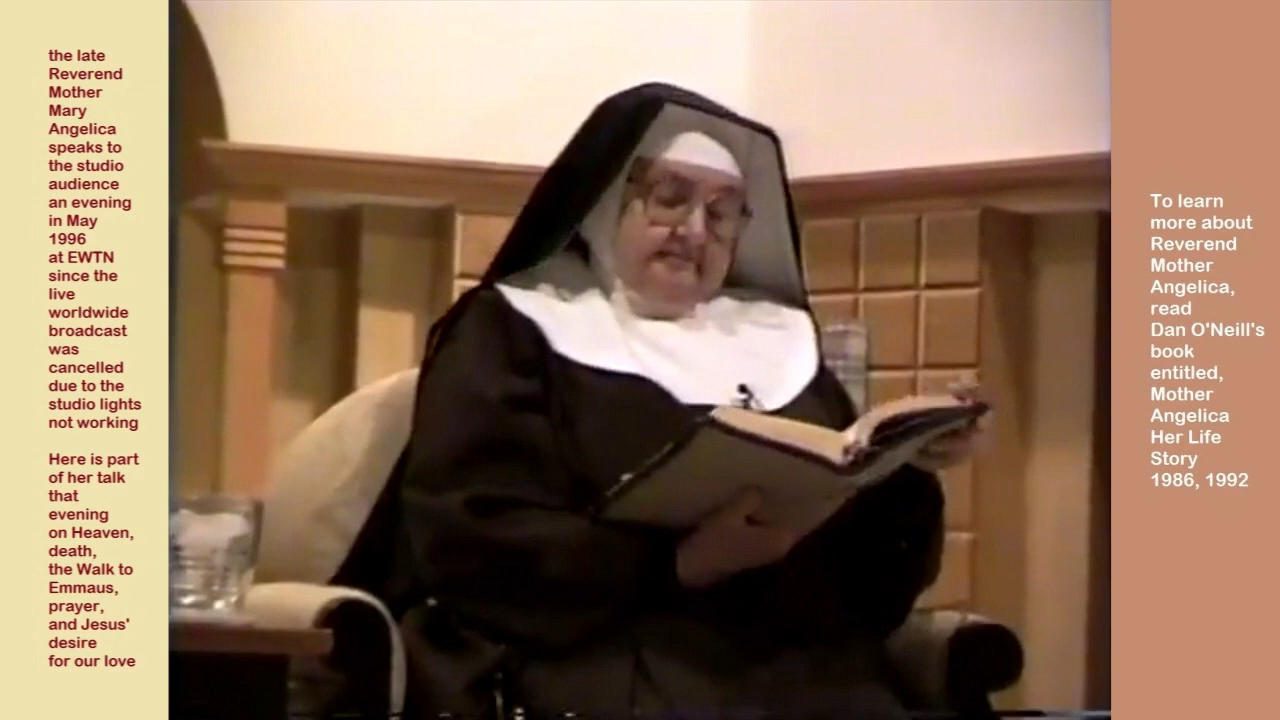 the late
Reverend
Mother
Mary
Angelica
speaks to
the studio
audience
an evening
in May
1996
at EWTN
since the
live
worldwide
broadcast
was
cancelled
due to the
studio lights
not working
Here is part
of her talk
that
evening
on Heaven,
death,
the Walk to
Emmaus,
prayer,
and Jesus'
desire
for our love
To learn
more about
Reverend
Mother
Angelica,
read
Dan O'Neill's
book
entitled,
Mother
Angelica
Her Life
Story
1986, 1992